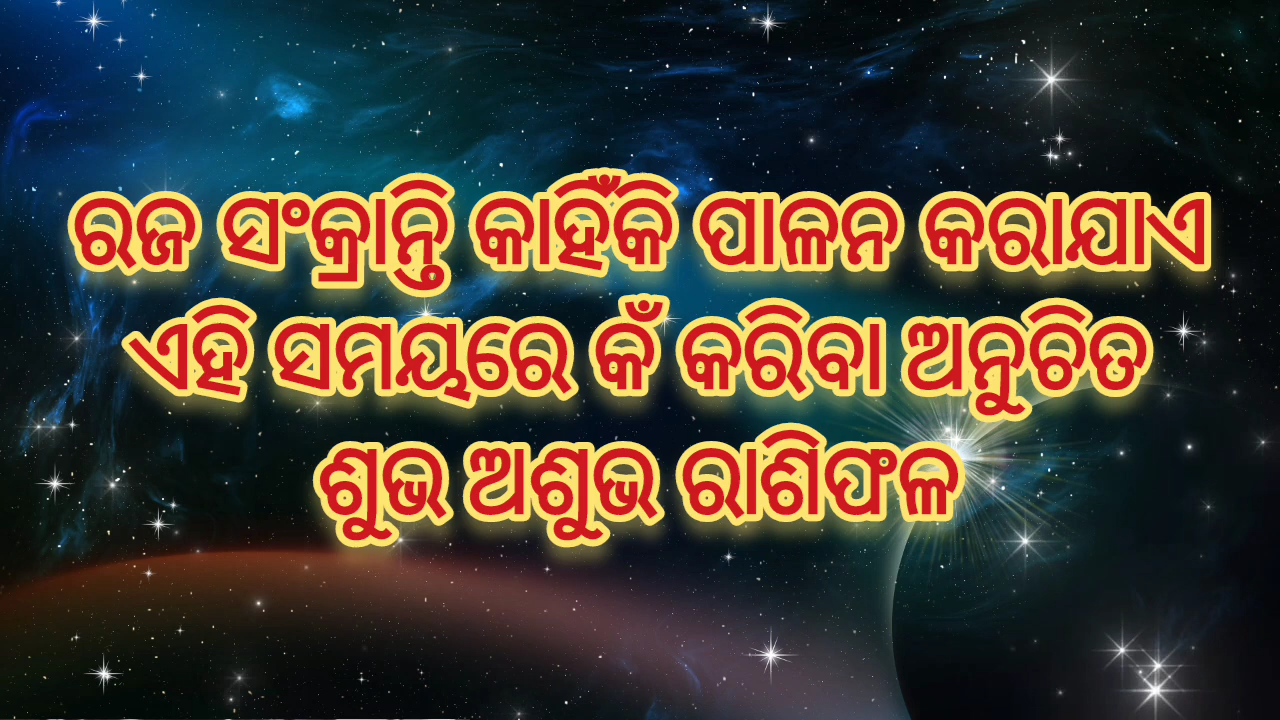 ରଜ ସଂକ୍ରାନ୍ତି କାହିଁକି ପାଳନ କରାଯାଏ
ଏହି ସମୟରେ କଁ କରିବା ଅନୁଚିତ
ଶୁଭ ଅଶୁଭ ରାଶିଫଳ